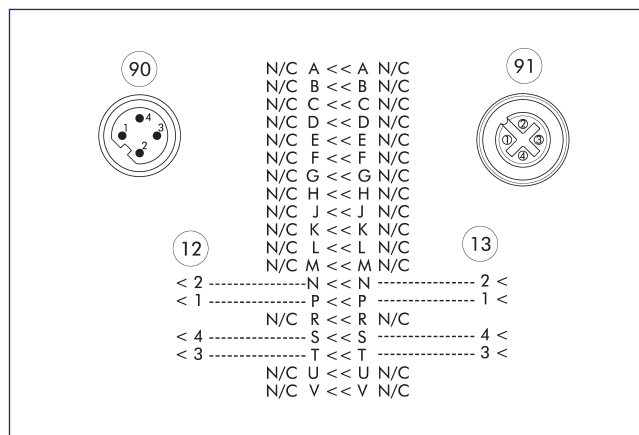 90
91
1 4 3 2
1 2 3 4
12
13
N/C A << A N/C
N/C B << B N/C
N/C C << C N/C
N/C D << D N/C
N/C E << E N/C
N/C F << F N/C
N/C G << G N/C
N/C H << H N/C
N/C J << J N/C
N/C K << K N/C
N/C L << L N/C
N/C M << M N/C
< 2 ---------------- N << N ---------------- 2 <
< 1 ---------------- P << P ---------------- 1 <
N/C R << R N/C
< 4 ---------------- S << S ---------------- 4 <
< 3 ---------------- T << T ---------------- 3 <
N/C U << U N/C
N/C V << V N/C